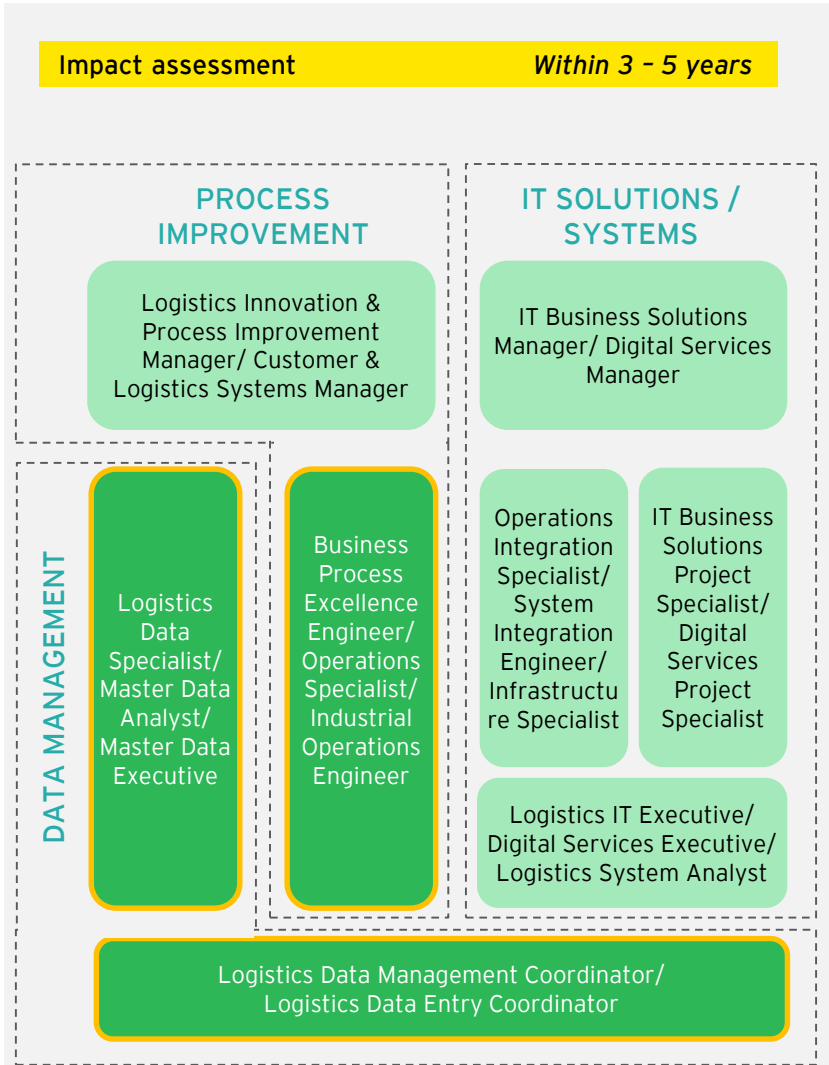 Impact assessment
Within 3 – 5 years
PROCESS
IMPROVEMENT
Logistics Innovation &
Process Improvement
Manager/ Customer &
Logistics Systems Manager
IT SOLUTIONS /
SYSTEMS
IT Business Solutions
Manager/ Digital Services
Manager
DATA MANAGEMENT
Logistics
Data
Specialist/
Master Data
Analyst/
Master Data
Executive
Business
Process
Excellence
Engineer/
Operations
Specialist/
Industrial
Operations
Engineer
Operations
Integration
Specialist/
System
Integration
Engineer/
Infrastructu
re Specialist
IT Business
Solutions
Project
Specialist/
Digital
Services
Project
Specialist
Logistics IT Executive/
Digital Services Executive/
Logistics System Analyst
Logistics Data Management Coordinator/
Logistics Data Entry Coordinator